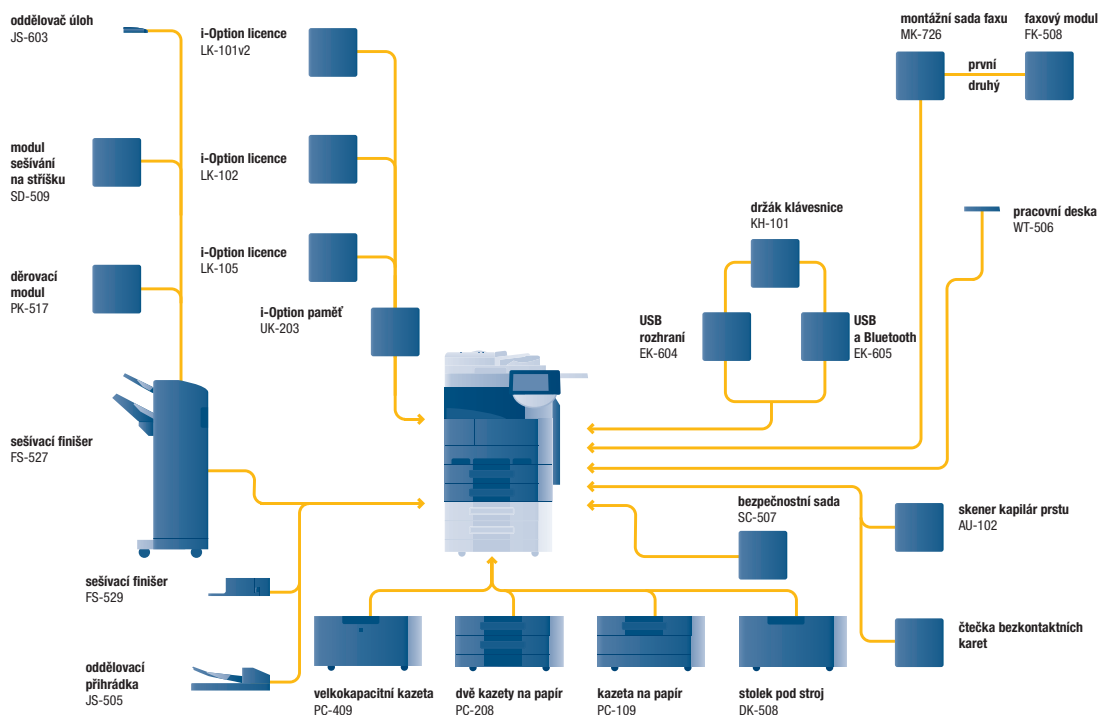 oddělovač úloh
JS-603
i-Option licence
LK-101v2
montážní sada faxu
MK-726
faxový modul
FK-508
první
druhý
modul
sešívání
na stříšku
SD-509
i-Option licence
LK-102
držák klávesnice
KH-101
pracovní deska
WT-506
děrovací
modul
PK-517
i-Option licence
LK-105
i-Option paměť
UK-203
USB
rozhraní
EK-604
USB
a Bluetooth
EK-605
sešívací finišer
FS-527
bezpečnostní sada
SC-507
skener kapilár prstu
AU-102
sešívací finišer
FS-529
čtečka bezkontaktních
karet
oddělovací
přihrádka
JS-505
velkokapacitní kazeta
PC-409
dvě kazety na papír
PC-208
kazeta na papír
PC-109
stolek pod stroj
DK-508